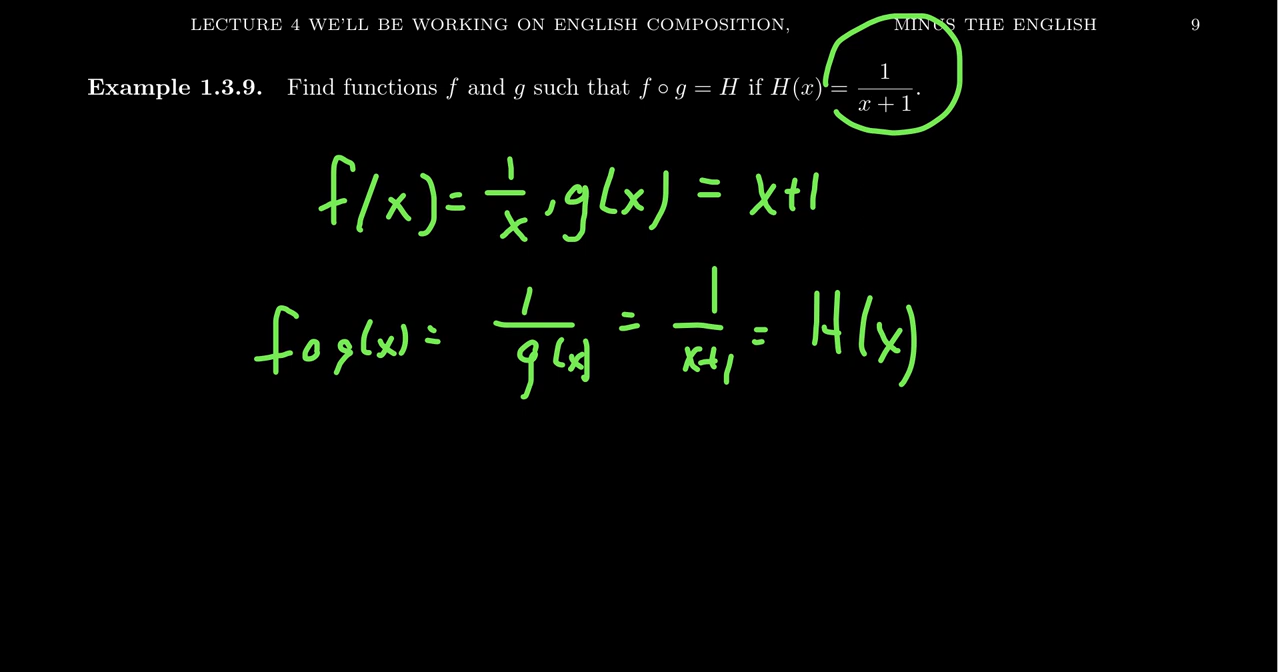 LECTURE 4 WE'LL BE WORKING ON ENGLISH COMPOSITION, MINUS THE ENGLISH 9
Example 1.3.9. Find functions f and g such that f ∘ g = H if H(x) = 1/(x + 1).
f(x) = 1/x, g(x) = x+1
f∘g(x) = 1/g(x) = 1/(x+1) = H(x)